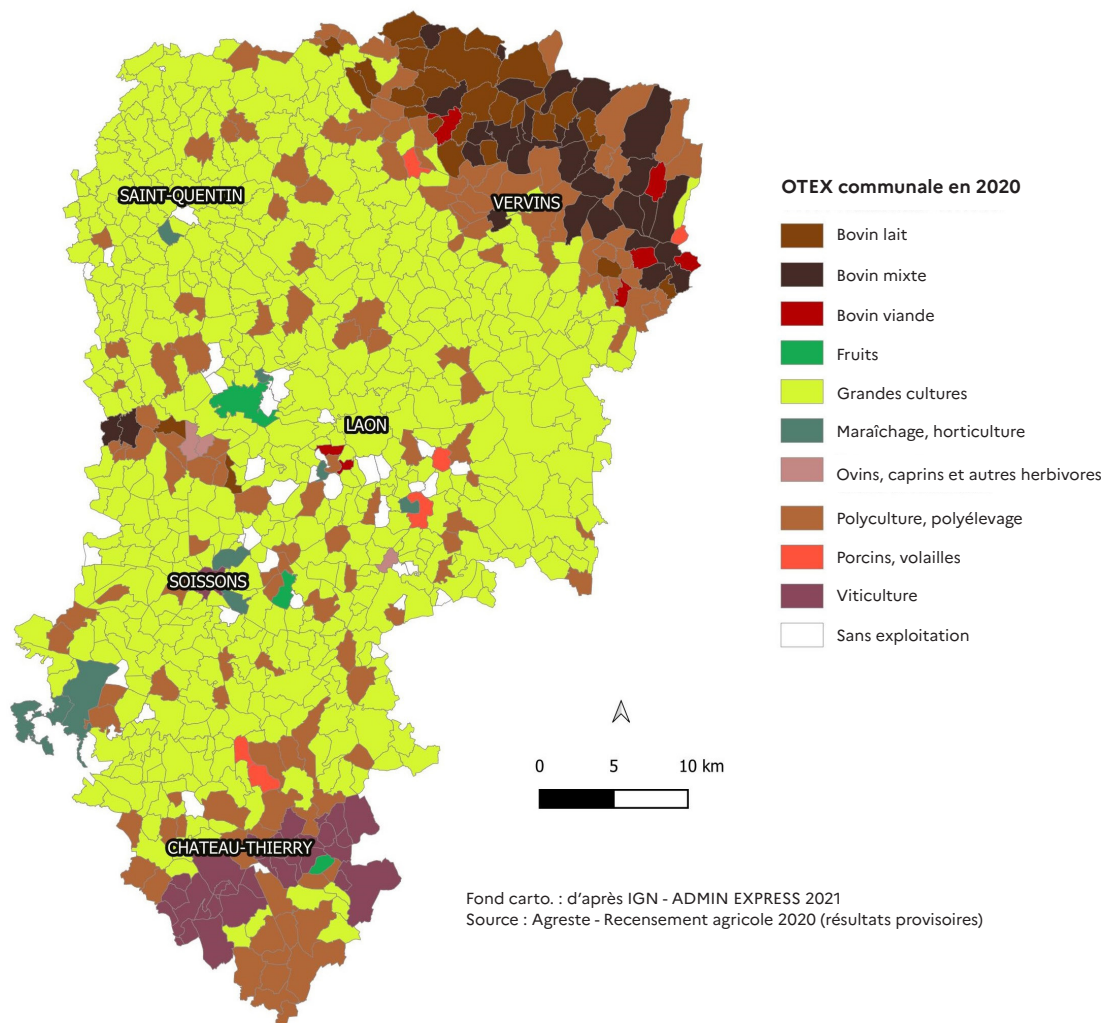 SAINT-QUENTIN
VERVINS
LAON
SOISSONS
CHATEAU-THIERRY
OTEX communale en 2020
Bovin lait
Bovin mixte
Bovin viande
Fruits
Grandes cultures
Maraîchage, horticulture
Ovins, caprins et autres herbivores
Polyculture, polyélevage
Porcins, volailles
Viticulture
Sans exploitation
0 5 10 km
Fond carto. : d'après IGN - ADMIN EXPRESS 2021
Source : Agreste - Recensement agricole 2020 (résultats provisoires)